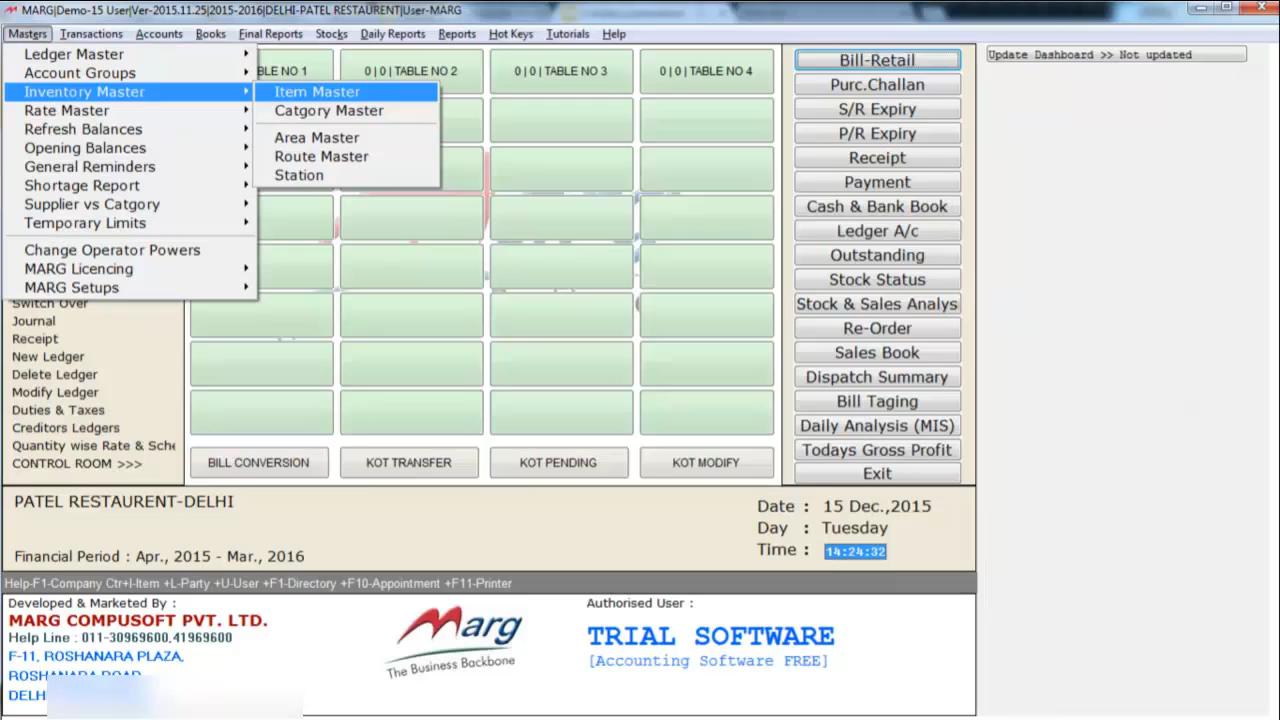 MARG|Demo-15 User|Ver-2015.11.25|2015-2016|DELHI-PATEL RESTAURENT|User-MARG
Masters Transactions Accounts Books Final Reports Stocks Daily Reports Reports Hot Keys Tutorials Help
Ledger Master
Account Groups
Inventory Master
Rate Master
Refresh Balances
Opening Balances
General Reminders
Shortage Report
Supplier vs Catgory
Temporary Limits
Change Operator Powers
MARG Licencing
MARG Setups
Item Master
Catgory Master
Area Master
Route Master
Station
BLE NO 1
0|0|TABLE NO 2
0|0|TABLE NO 3
0|0|TABLE NO 4
Switch Over
Journal
Receipt
New Ledger
Delete Ledger
Modify Ledger
Duties & Taxes
Creditors Ledgers
Quantity wise Rate & Sche
CONTROL ROOM >>>
BILL CONVERSION
KOT TRANSFER
KOT PENDING
KOT MODIFY
Bill-Retail
Purc.Challan
S/R Expiry
P/R Expiry
Receipt
Payment
Cash & Bank Book
Ledger A/c
Outstanding
Stock Status
Stock & Sales Analys
Re-Order
Sales Book
Dispatch Summary
Bill Taging
Daily Analysis (MIS)
Todays Gross Profit
Exit
Update Dashboard >> Not updated
PATEL RESTAURENT-DELHI
Financial Period : Apr., 2015 - Mar., 2016
Date : 15 Dec.,2015
Day : Tuesday
Time : 14:24:32
Help-F1-Company Ctr+I-Item +L-Party +U-User +F1-Directory +F10-Appointment +F11-Printer
Developed & Marketed By :
MARG COMPUSOFT PVT. LTD.
Help Line : 011-30969600,41969600
F-11, ROSHANARA PLAZA,
ROSHANARA ROAD
DELH
Marg
The Business Backbone
Authorised User :
TRIAL SOFTWARE
[Accounting Software FREE]